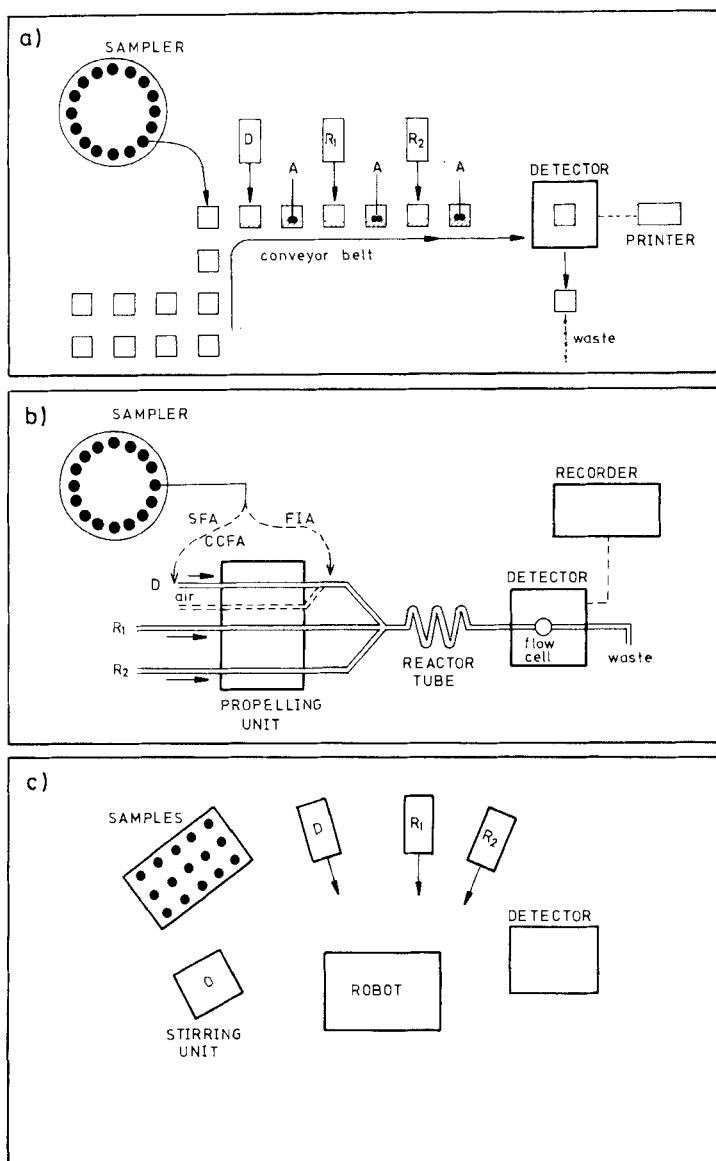 a)
SAMPLER
D
R₁
R₂
A
A
A
DETECTOR
PRINTER
conveyor belt
waste
b)
SAMPLER
RECORDER
SFA
FIA
CCFA
DETECTOR
D
air
R₁
R₂
flow
cell
waste
REACTOR
TUBE
PROPELLING
UNIT
c)
SAMPLES
D
R₁
R₂
DETECTOR
O
ROBOT
STIRRING
UNIT